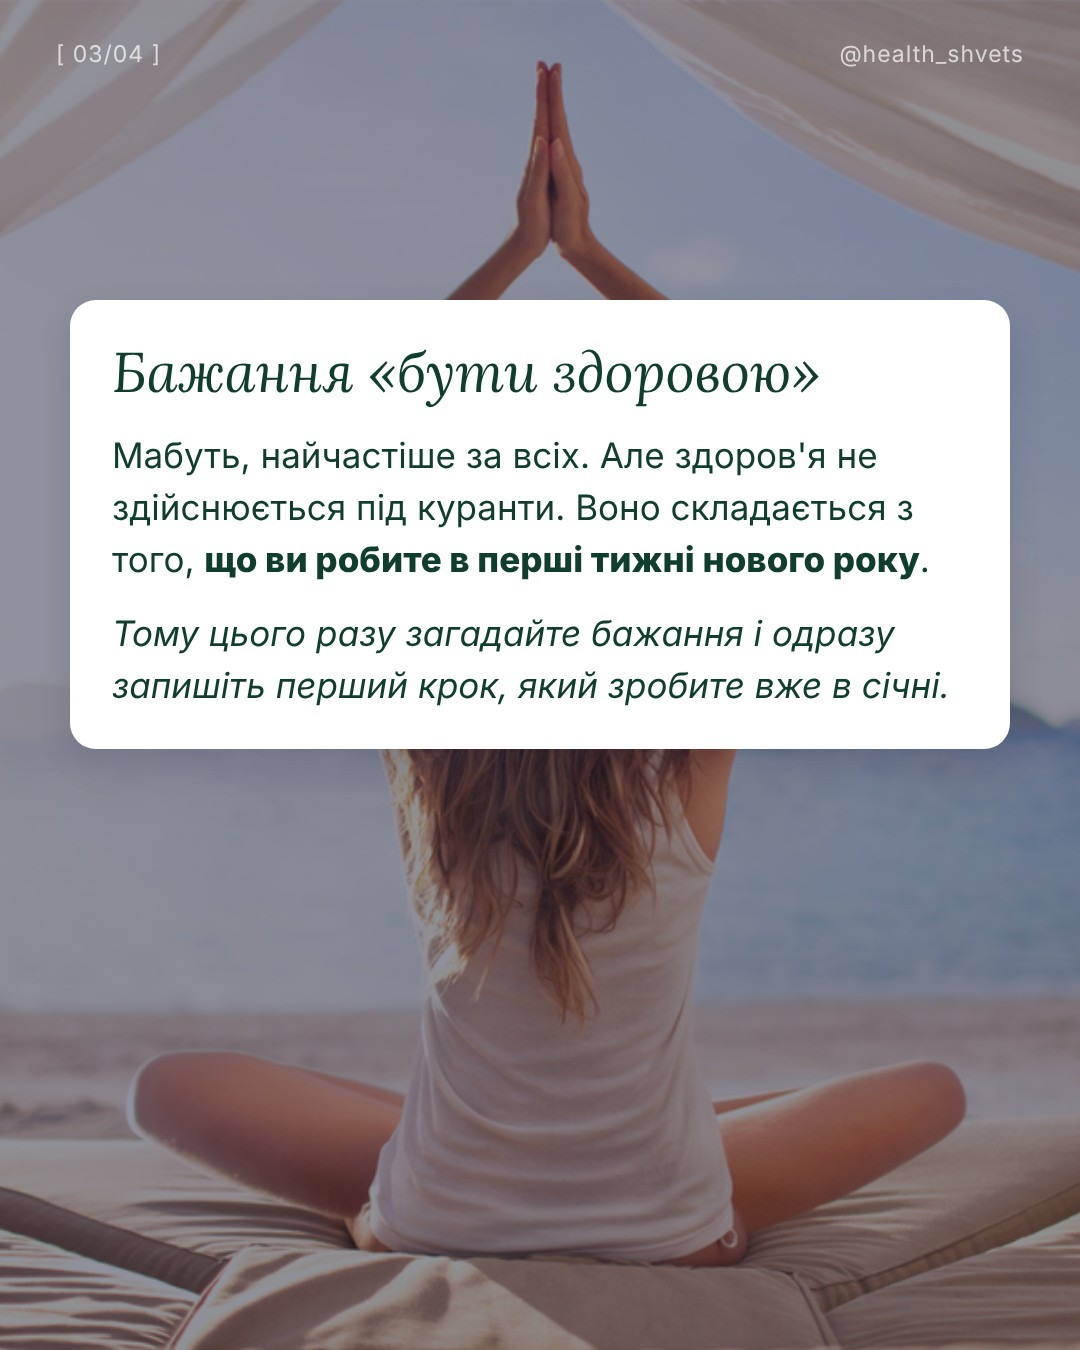 [ 03/04 ]
@health_shvets
Бажання «бути здоровою»
Мабуть, найчастіше за всіх. Але здоров'я не
здійснюється під куранти. Воно складається з
того, що ви робите в перші тижні нового року.
Тому цього разу загадайте бажання і одразу
запишіть перший крок, який зробите вже в січні.